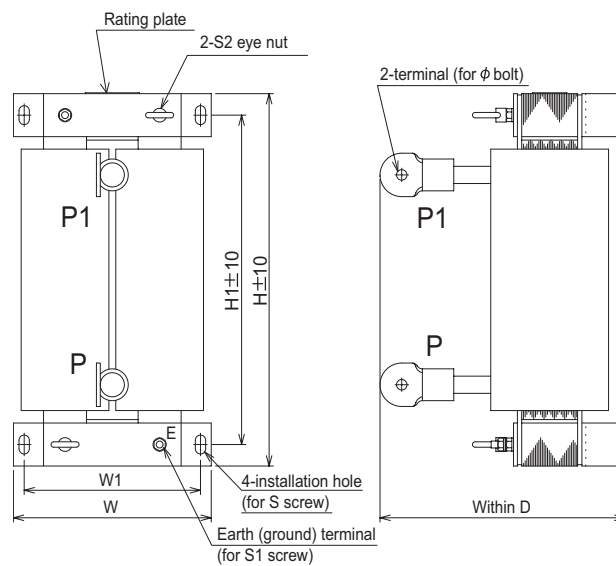 Rating plate
2-S2 eye nut
2-terminal (for ϕ bolt)
P1
P1
H1±10
H±10
P
P
E
W1
W
4-installation hole
(for S screw)
Within D
Earth (ground) terminal
(for S1 screw)